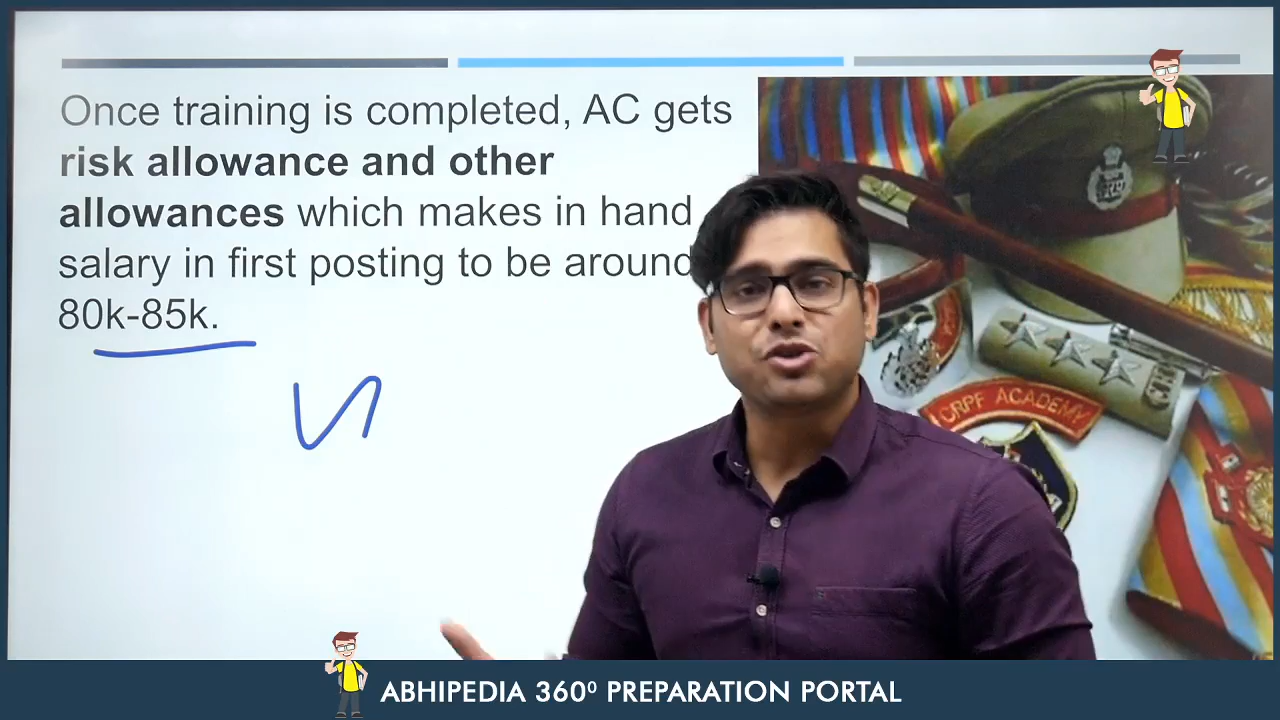 Once training is completed, AC gets
risk allowance and other
allowances which makes in hand
salary in first posting to be around
80k-85k.
CRPF ACADEMY
ABHIPEDIA 360⁰ PREPARATION PORTAL